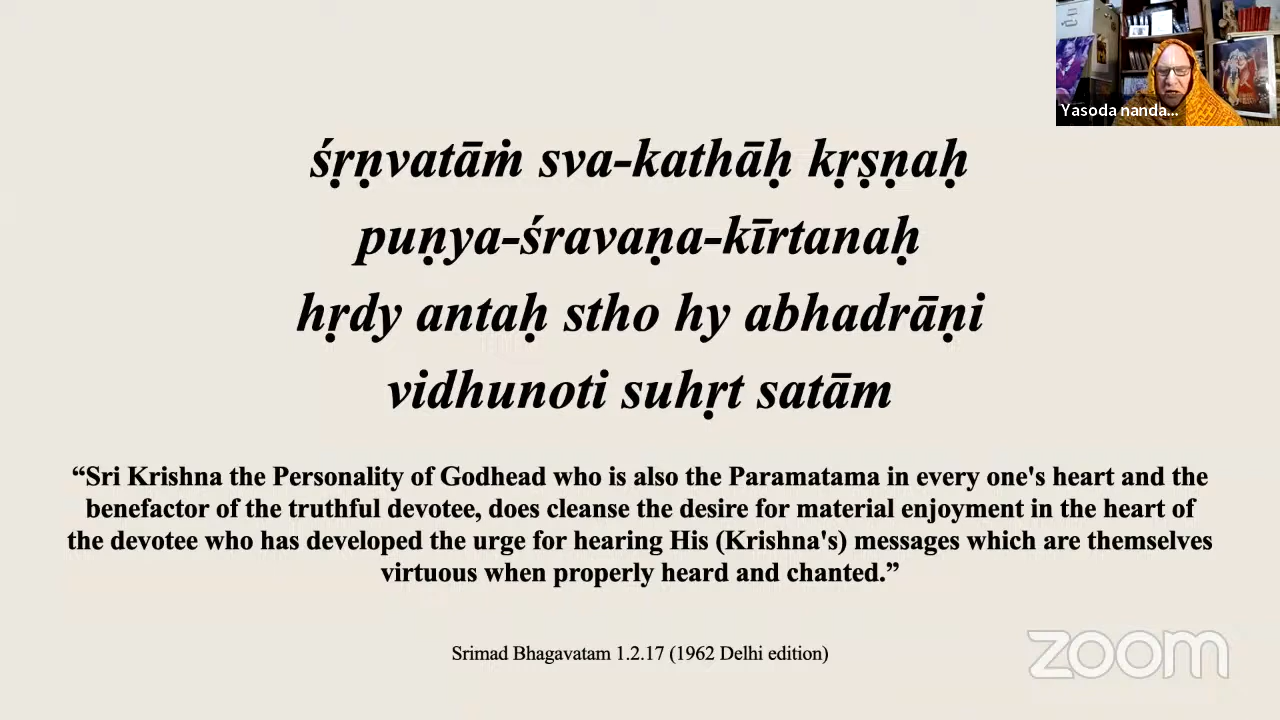 Yasoda nanda...
śṛṇvatāṁ sva-kathāḥ kṛṣṇaḥ
puṇya-śravaṇa-kīrtanaḥ
hṛdy antaḥ stho hy abhadrāṇi
vidhunoti suhṛt satām
“Sri Krishna the Personality of Godhead who is also the Paramatama in every one's heart and the
benefactor of the truthful devotee, does cleanse the desire for material enjoyment in the heart of
the devotee who has developed the urge for hearing His (Krishna's) messages which are themselves
virtuous when properly heard and chanted.”
Srimad Bhagavatam 1.2.17 (1962 Delhi edition)
zoom